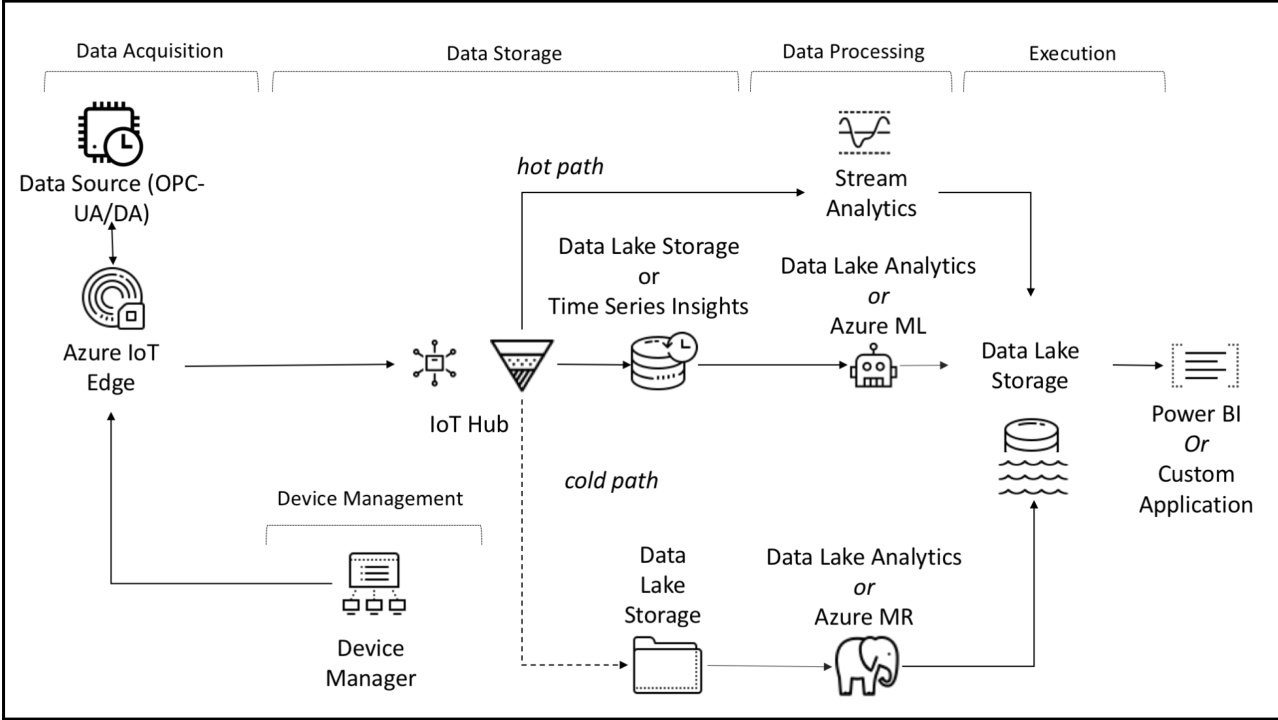 Data Acquisition
Data Storage
Data Processing
Execution
Data Source (OPC-
UA/DA)
hot path
Stream
Analytics
Data Lake Storage
or
Time Series Insights
Data Lake Analytics
or
Azure ML
Azure IoT
Edge
IoT Hub
Data Lake
Storage
Power BI
Or
Custom
Application
cold path
Device Management
Device
Manager
Data
Lake
Storage
Data Lake Analytics
or
Azure MR